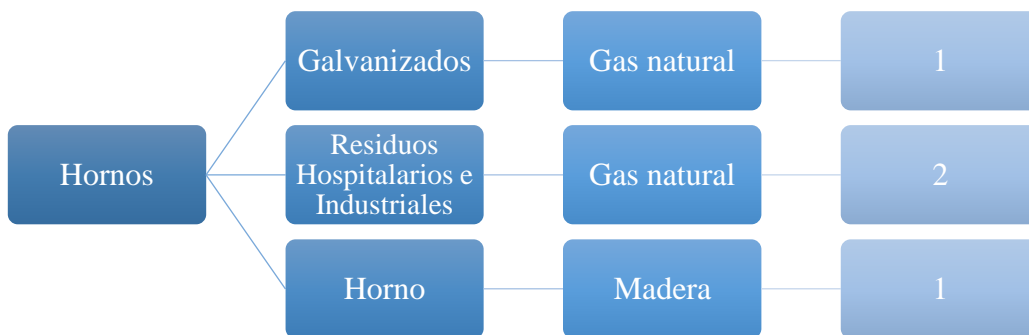 Galvanizados
Gas natural
1
Hornos
Residuos
Hospitalarios e
Industriales
Gas natural
2
Horno
Madera
1